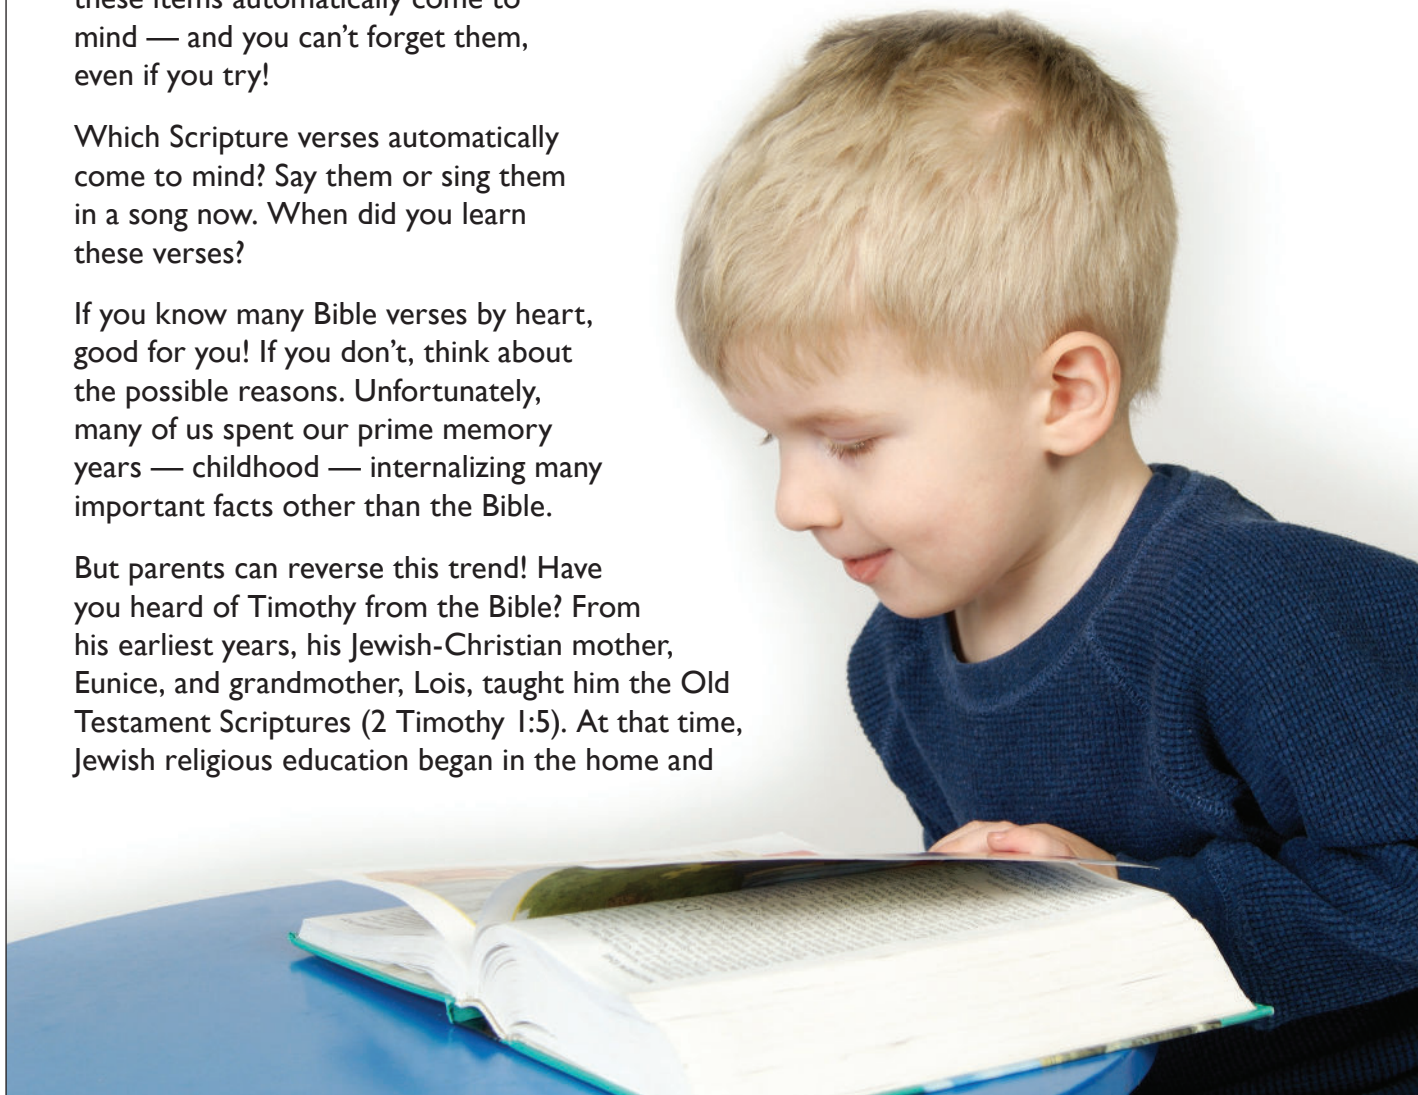 these items automatically come to
mind — and you can’t forget them,
even if you try!
Which Scripture verses automatically
come to mind? Say them or sing them
in a song now. When did you learn
these verses?
If you know many Bible verses by heart,
good for you! If you don’t, think about
the possible reasons. Unfortunately,
many of us spent our prime memory
years — childhood — internalizing many
important facts other than the Bible.
But parents can reverse this trend! Have
you heard of Timothy from the Bible? From
his earliest years, his Jewish-Christian mother,
Eunice, and grandmother, Lois, taught him the Old
Testament Scriptures (2 Timothy 1:5). At that time,
Jewish religious education began in the home and